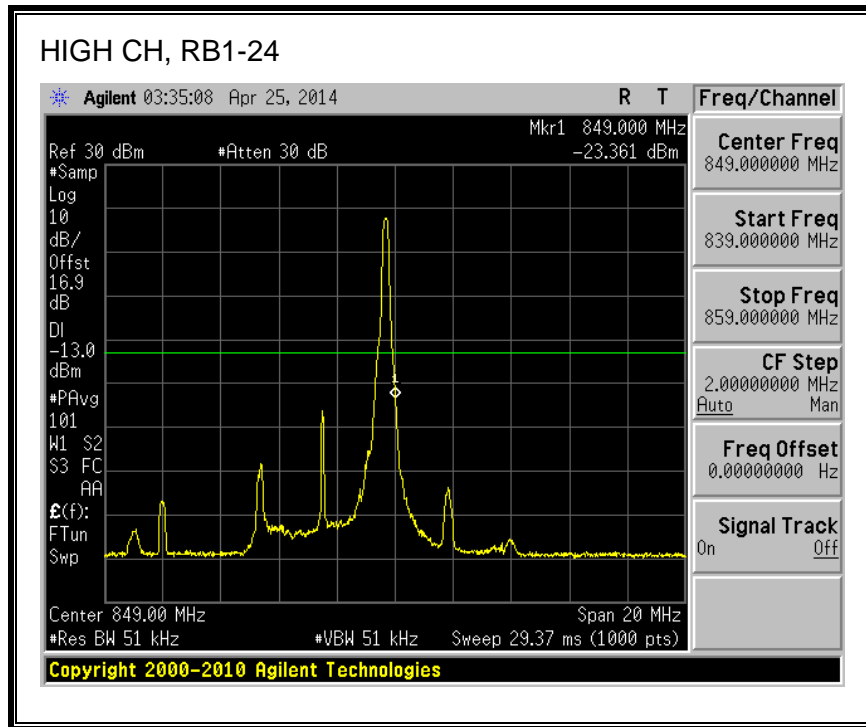 HIGH CH, RB1-24
Agilent 03:35:08 Apr 25, 2014 R T
Mkr1 849.000 MHz
Ref 30 dBm #Atten 30 dB -23.361 dBm
#Samp
Log
10
dB/
Offst
16.9
dB
DI
-13.0
dBm
#PAvg
101
W1 S2
S3 FC
AA
£(f):
FTun
Swp
1
Center 849.00 MHz Span 20 MHz
#Res BW 51 kHz #VBW 51 kHz Sweep 29.37 ms (1000 pts)
Copyright 2000-2010 Agilent Technologies
Freq/Channel
Center Freq
849.000000 MHz
Start Freq
839.000000 MHz
Stop Freq
859.000000 MHz
CF Step
2.00000000 MHz
Auto Man
Freq Offset
0.00000000 Hz
Signal Track
On Off